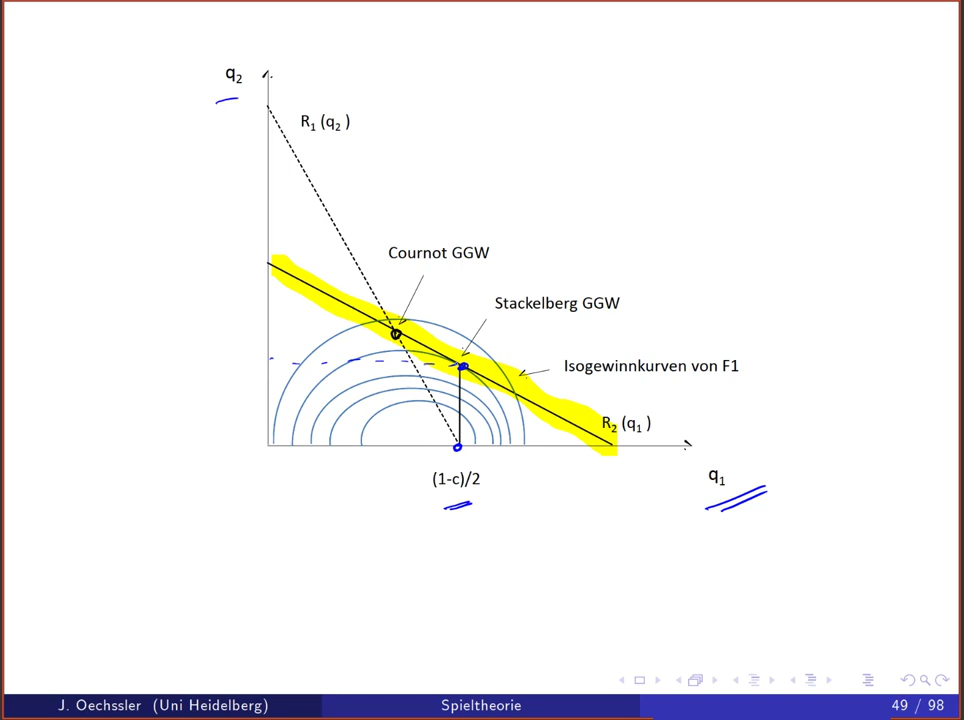 q₂
R₁ (q₂ )
Cournot GGW
Stackelberg GGW
Isogewinnkurven von F1
R₂ (q₁ )
(1-c)/2
q₁
J. Oechssler (Uni Heidelberg)
Spieltheorie
49 / 98